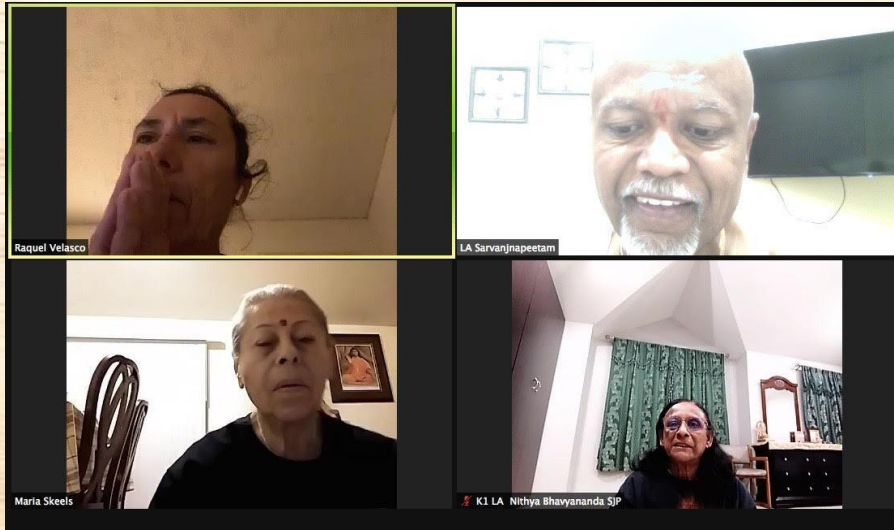 Raquel Velasco
LA Sarvanjnapeetam
Maria Skeels
K1 LA Nithya Bhavyananda SJP